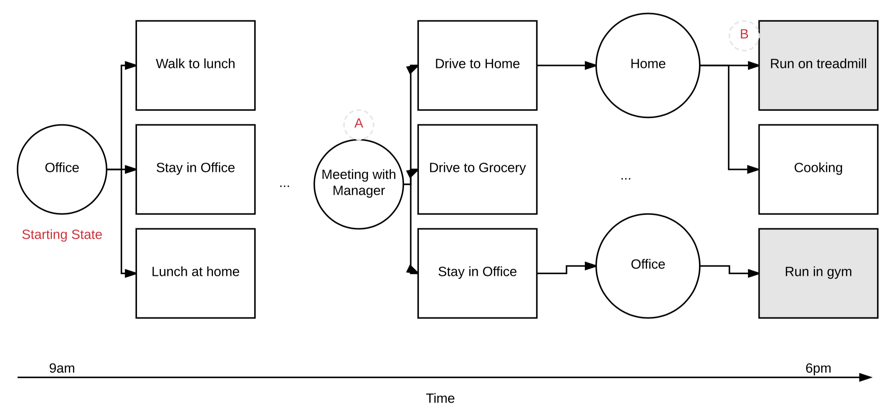 Walk to lunch
Drive to Home
Home
B
Run on treadmill
A
Office
Stay in Office
...
Meeting with
Manager
Drive to Grocery
...
Cooking
Starting State
Lunch at home
Stay in Office
Office
Run in gym
9am
6pm
Time